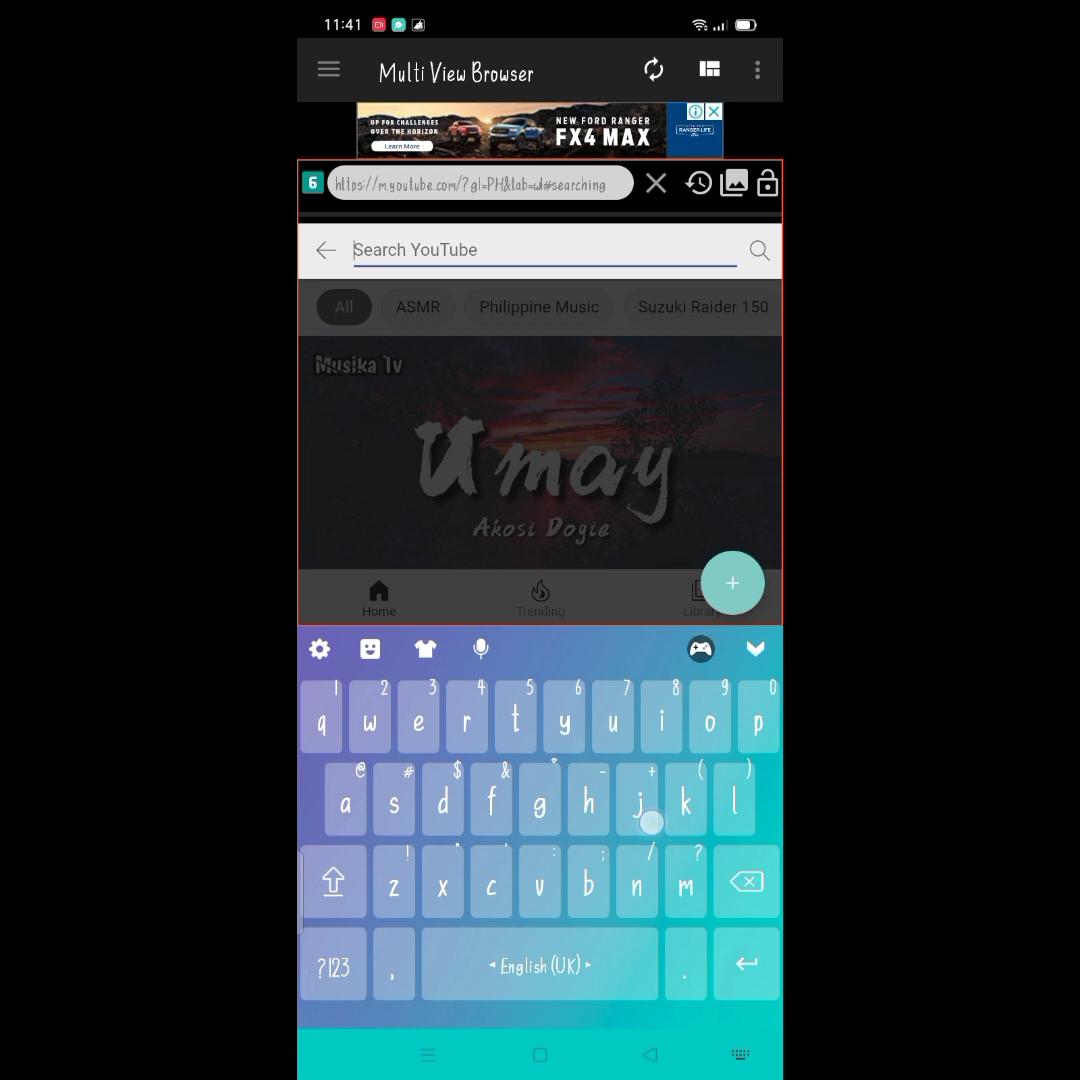 11:41
Multi View Browser
UP FOR CHALLENGES
OVER THE HORIZON
Learn More
NEW FORD RANGER
FX4 MAX
RANGER LIFE
6
https://m.youtube.com/?gl=PH&tab=w1#searching
Search YouTube
All
ASMR
Philippine Music
Suzuki Raider 150
Musika Tv
Umay
Akosi Dogie
Home
Trending
Library
1 2 3 4 5 6 7 8 9 0
q w e r t y u i o p
@ # $ & * - + ( )
a s d f g h j k l
! " ' : ; / ?
z x c v b n m
?123 , English (UK) .